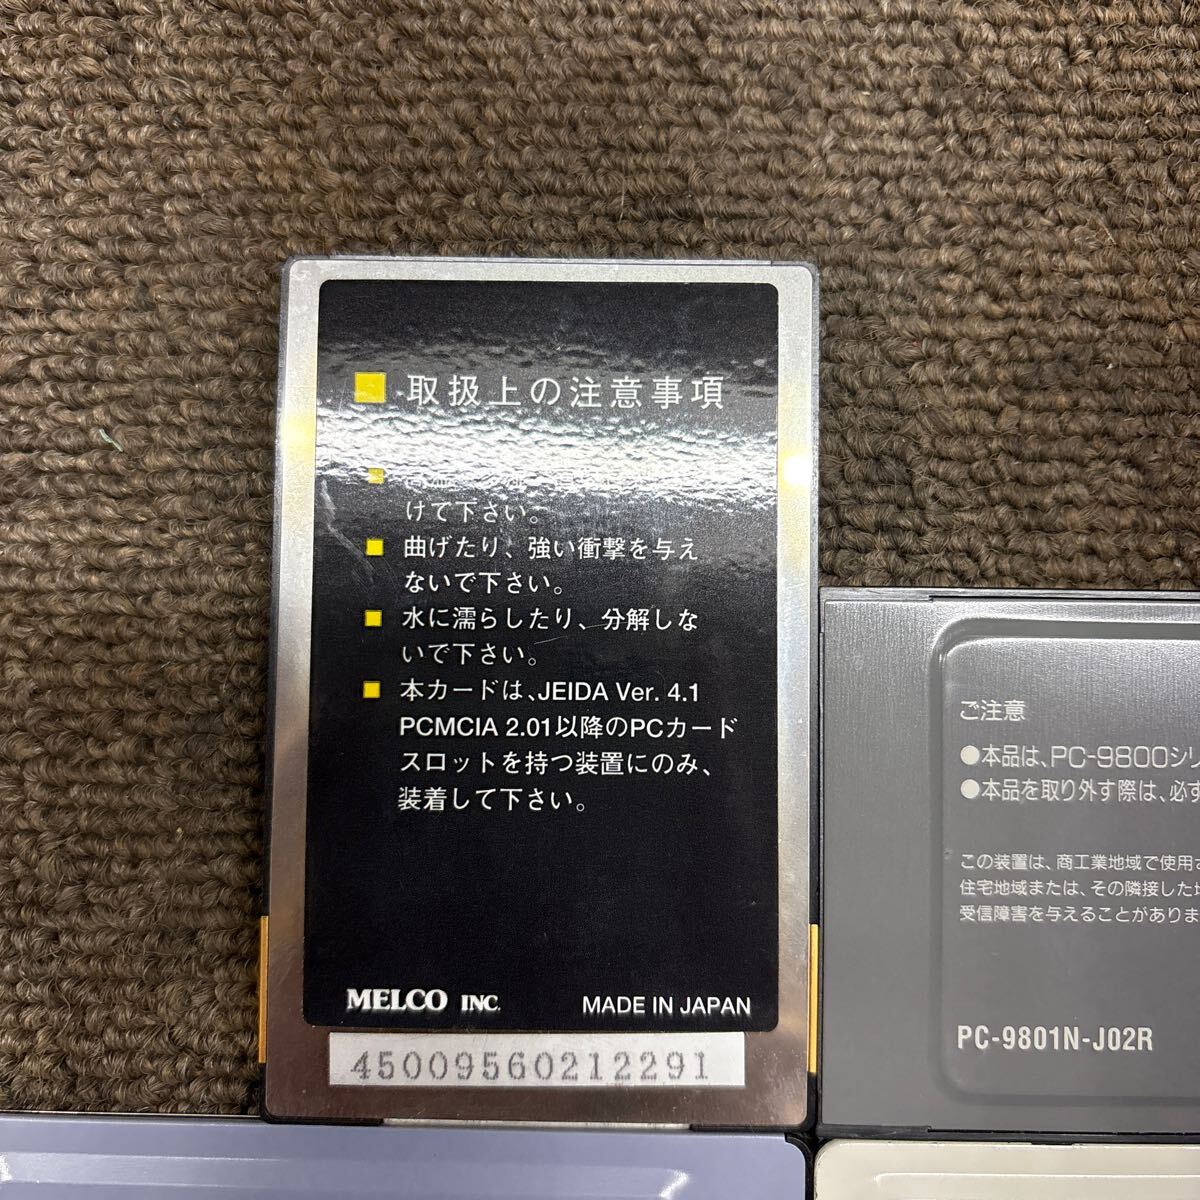 取扱上の注意事項
けて下さい。
曲げたり、強い衝撃を与え
ないで下さい。
水に濡らしたり、分解しな
いで下さい。
本カードは、JEIDA Ver. 4.1
PCMCIA 2.01以降のPCカード
スロットを持つ装置にのみ、
装着して下さい。
MELCO INC.
MADE IN JAPAN
45009560212291
ご注意
●本品は、PC-9800シリ
●本品を取り外す際は、必ず
この装置は、商工業地域で使用さ
住宅地域または、その隣接した地
受信障害を与えることがありま
PC-9801N-J02R